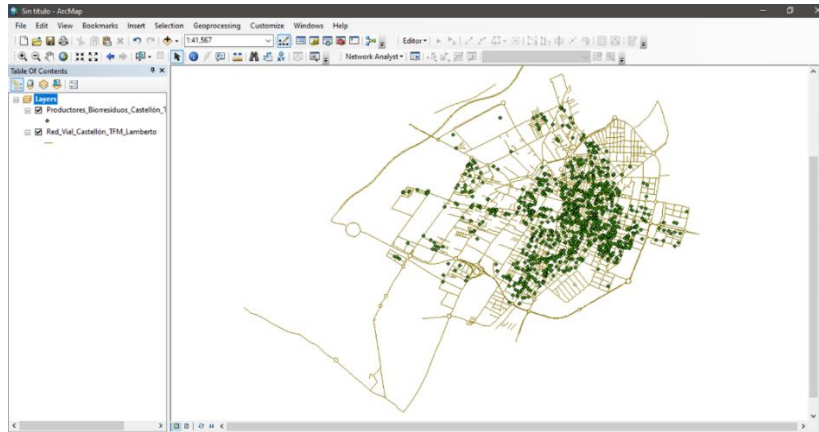 Sin título - ArcMap
File Edit View Bookmarks Insert Selection Geoprocessing Customize Windows Help
1:41,567
Editor
Network Analyst
Table Of Contents
Layers
Productores_Biorresiduos_Castellón_T
Red_Vial_Castellón_TFM_Lamberto